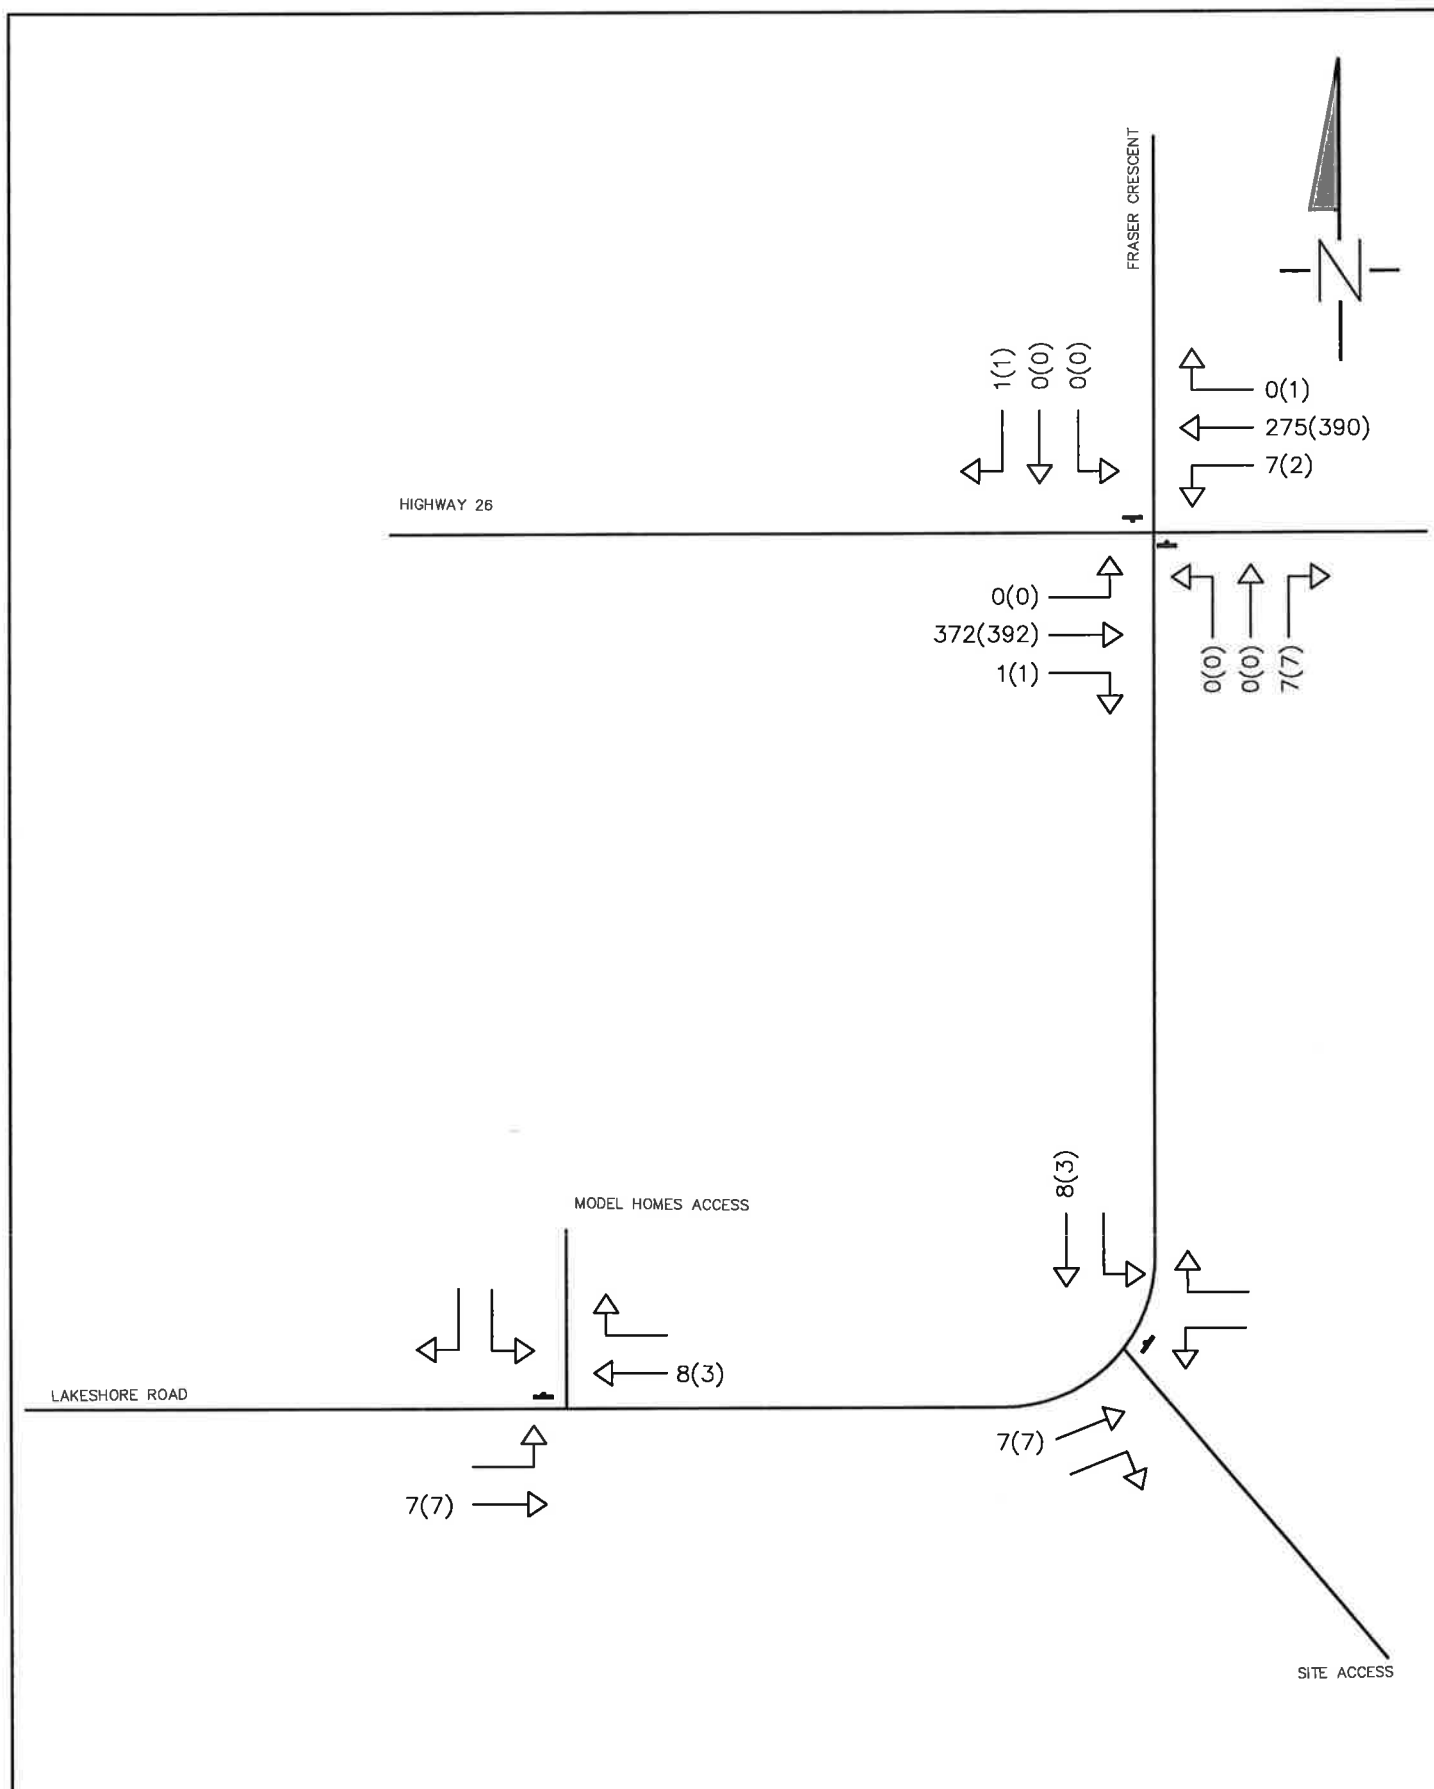 FRASER CRESCENT
N
1(1)
0(0)
0(0)
0(1)
275(390)
7(2)
HIGHWAY 26
0(0)
372(392)
1(1)
0(0)
0(0)
7(7)
8(3)
MODEL HOMES ACCESS
8(3)
LAKESHORE ROAD
7(7)
7(7)
SITE ACCESS